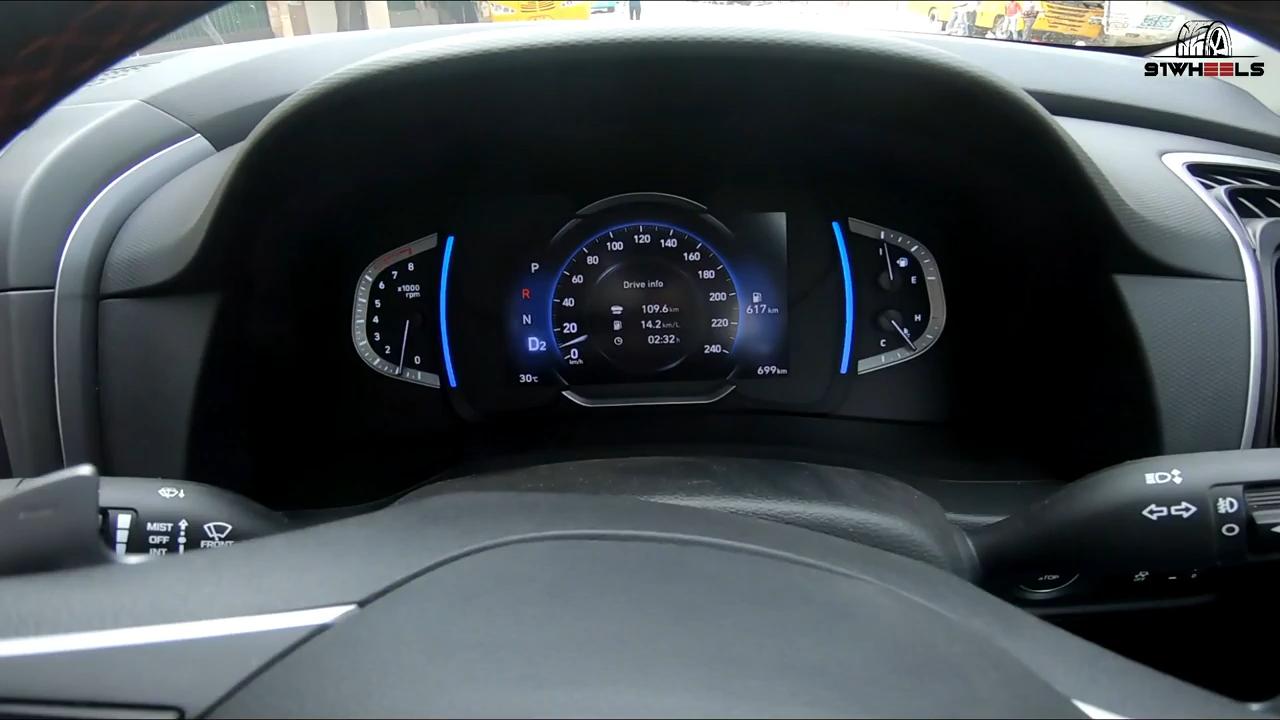 91WHEELS
8
7
x1000
rpm
6
5
4
3
2
0
P
R
N
D2
30℃
0
20
40
60
80
100
120
140
160
180
200
220
240
km/h
Drive info
109.6km
14.2km/L
02:32h
617km
699km
E
H
C
MIST
OFF
INT
FRONT
OFF